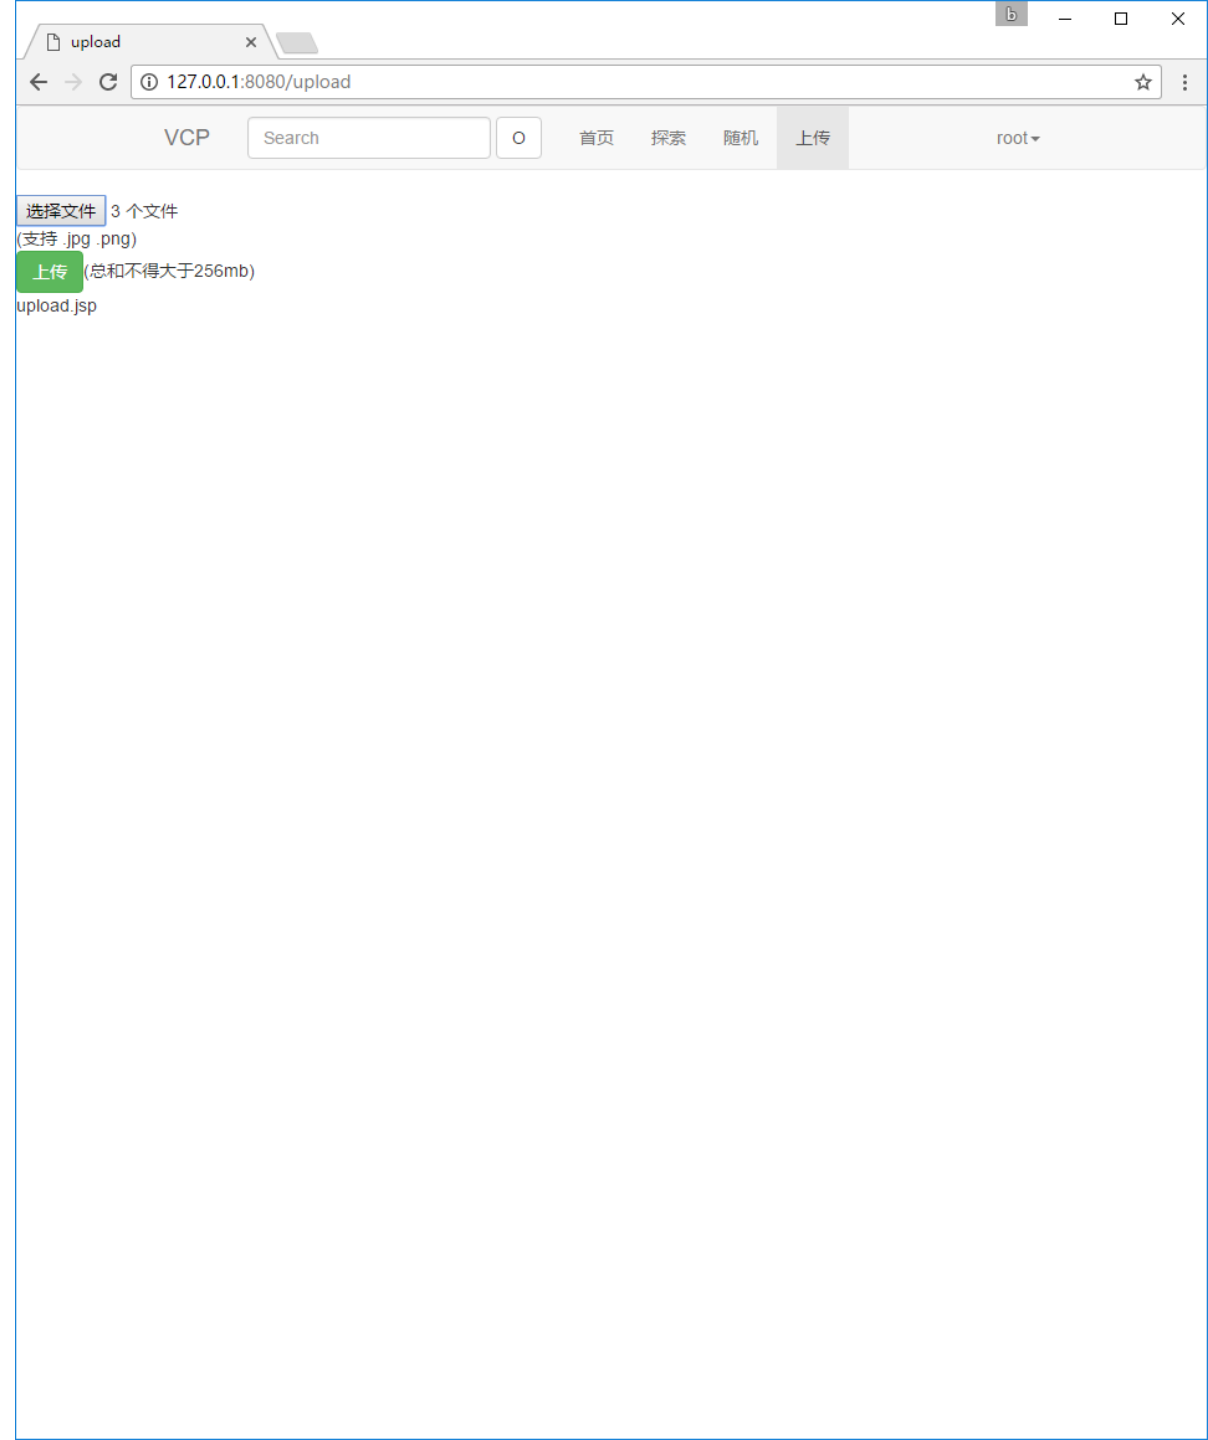 b
upload
127.0.0.1:8080/upload
VCP Search O 首页 探索 随机 上传 root
选择文件 3 个文件
(支持 .jpg .png)
上传 (总和不得大于256mb)
upload.jsp